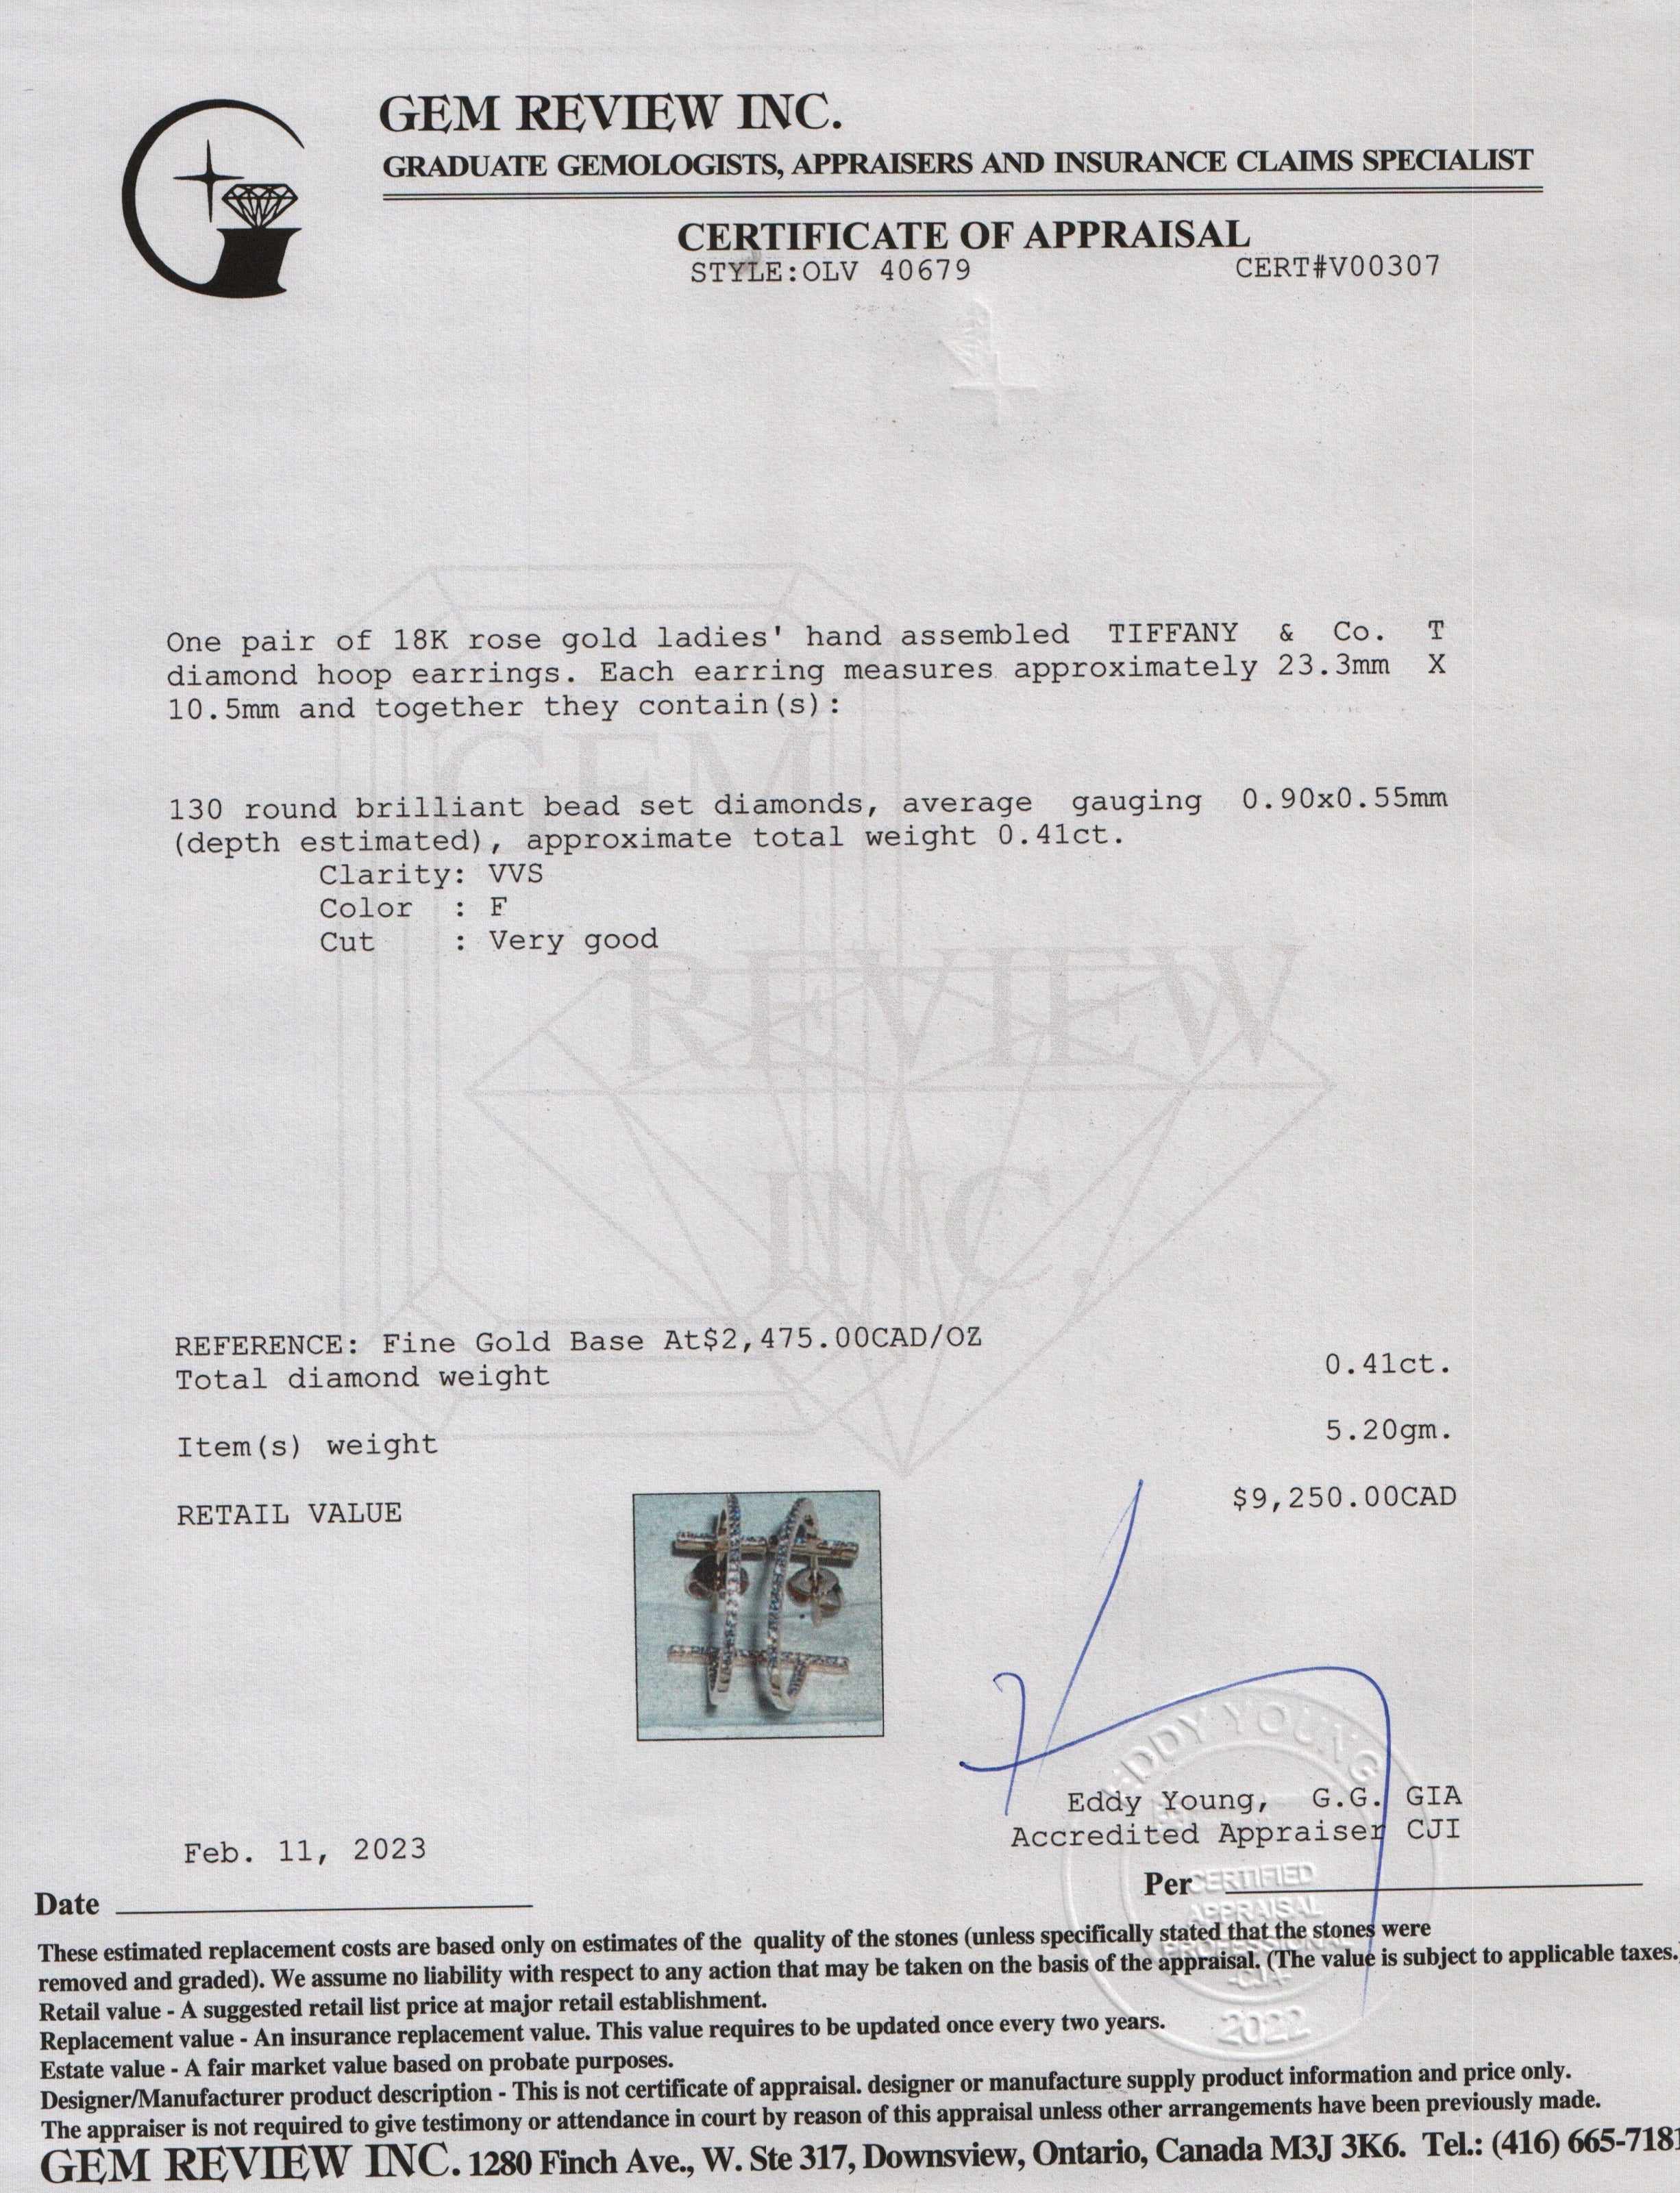 GEM REVIEW INC.
GRADUATE GEMOLOGISTS, APPRAISERS AND INSURANCE CLAIMS SPECIALIST
CERTIFICATE OF APPRAISAL
STYLE:OLV 40679 CERT#V00307
One pair of 18K rose gold ladies' hand assembled TIFFANY & Co. T
diamond hoop earrings. Each earring measures approximately 23.3mm X
10.5mm and together they contain(s):
GEM
130 round brilliant bead set diamonds, average gauging 0.90x0.55mm
(depth estimated), approximate total weight 0.41ct.
Clarity: VVS
Color : F
Cut : Very good
REVIEW
INC.
REFERENCE: Fine Gold Base At$2,475.00CAD/OZ
Total diamond weight 0.41ct.
Item(s) weight 5.20gm.
RETAIL VALUE $9,250.00CAD
EDDY YOUNG
Eddy Young, G.G. GIA
Accredited Appraiser CJI
Feb. 11, 2023
Date
Per
CERTIFIED
APPRAISAL
PROFESSIONAL
-CJA-
2022
These estimated replacement costs are based only on estimates of the quality of the stones (unless specifically stated that the stones were
removed and graded). We assume no liability with respect to any action that may be taken on the basis of the appraisal. (The value is subject to applicable taxes.
Retail value - A suggested retail list price at major retail establishment.
Replacement value - An insurance replacement value. This value requires to be updated once every two years.
Estate value - A fair market value based on probate purposes.
Designer/Manufacturer product description - This is not certificate of appraisal. designer or manufacture supply product information and price only.
The appraiser is not required to give testimony or attendance in court by reason of this appraisal unless other arrangements have been previously made.
GEM REVIEW INC. 1280 Finch Ave., W. Ste 317, Downsview, Ontario, Canada M3J 3K6. Tel.: (416) 665-7181